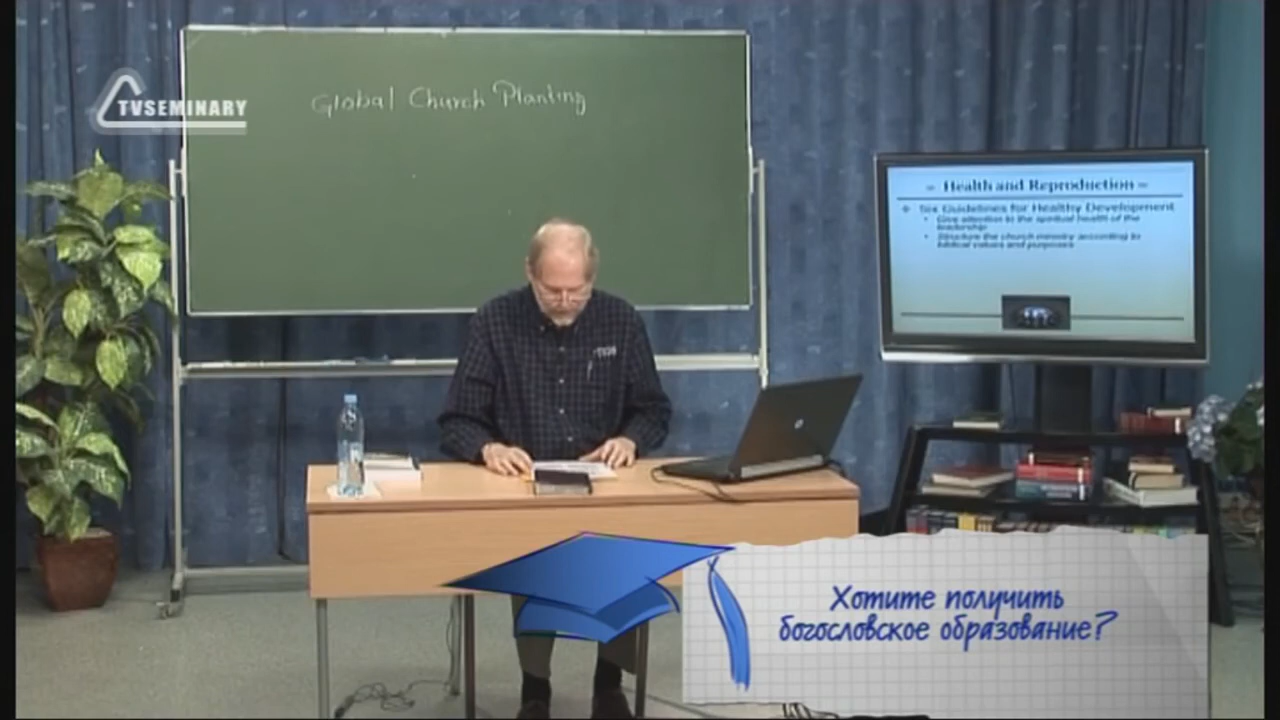 TVSEMINARY
Global Church Planting
Health and Reproduction
Six Guidelines for Healthy Development
Give attention to the spiritual health of the
leadership
Structure the church ministry according to
biblical values and purposes
Хотите получить
богословское образование?